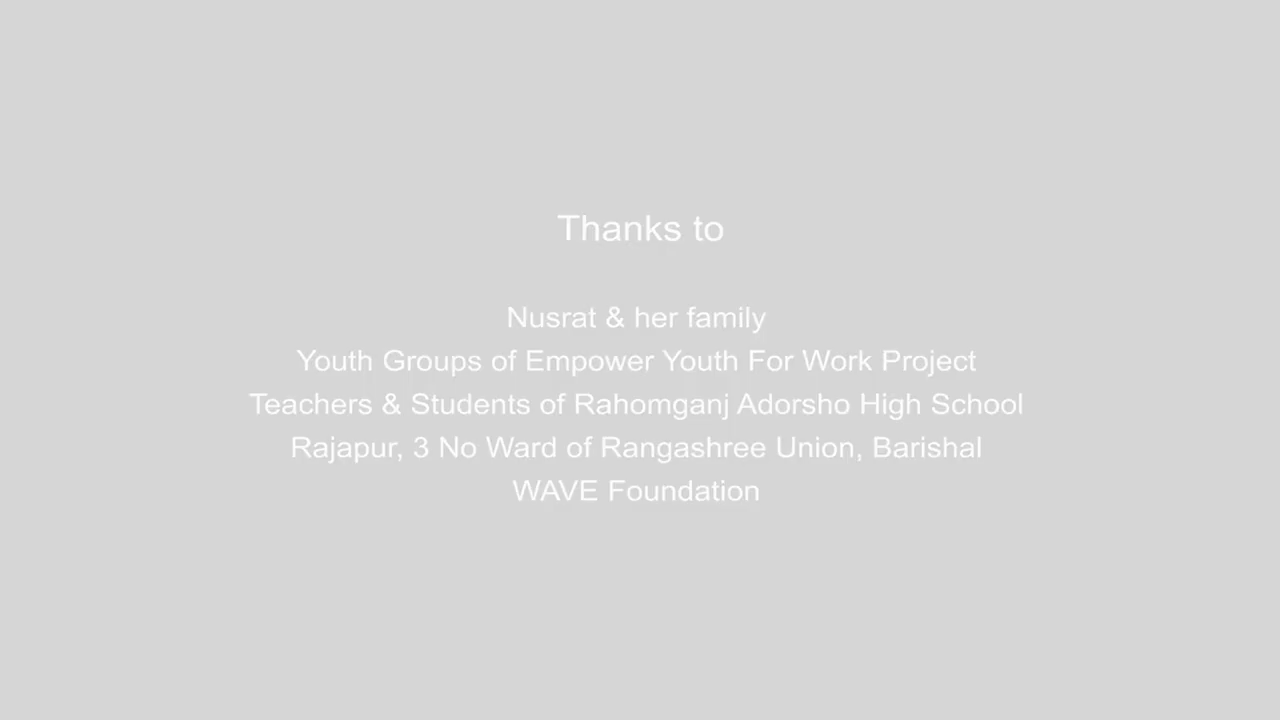 Thanks to
Nusrat & her family
Youth Groups of Empower Youth For Work Project
Teachers & Students of Rahomganj Adorsho High School
Rajapur, 3 No Ward of Rangashree Union, Barishal
WAVE Foundation